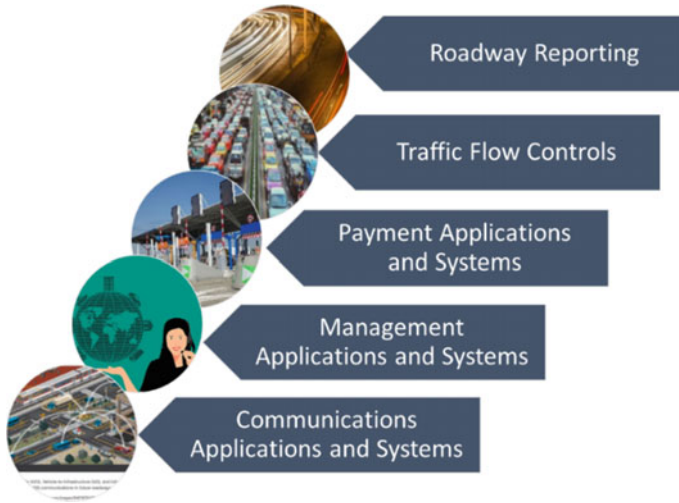 Roadway Reporting
Traffic Flow Controls
Payment Applications
and Systems
Management
Applications and Systems
Communications
Applications and Systems